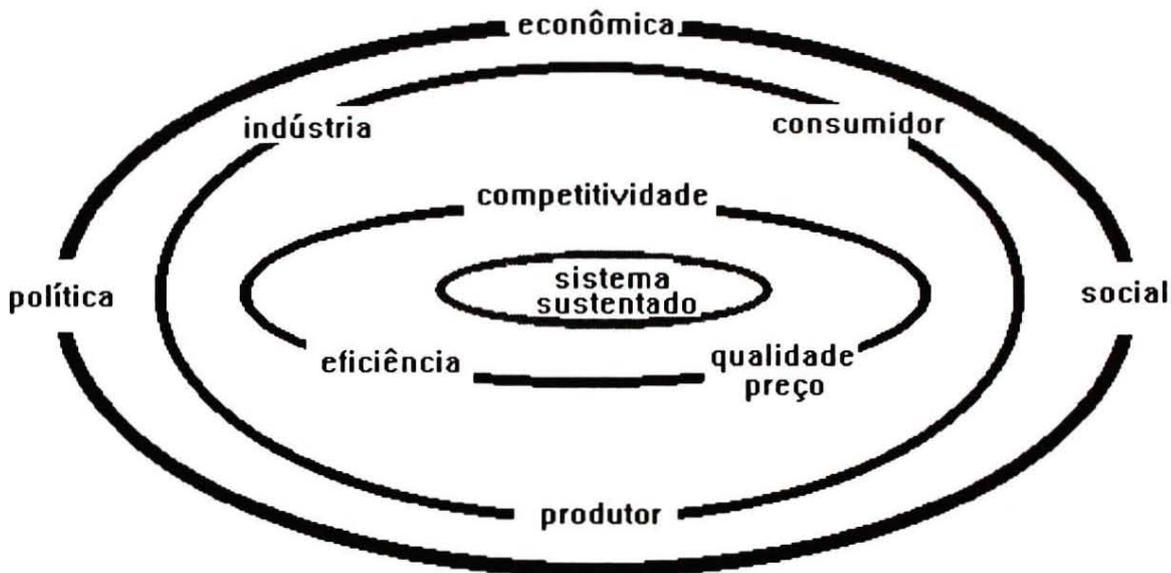 econômica
indústria
consumidor
competitividade
sistema
sustentado
política
social
eficiência
qualidade
preço
produtor